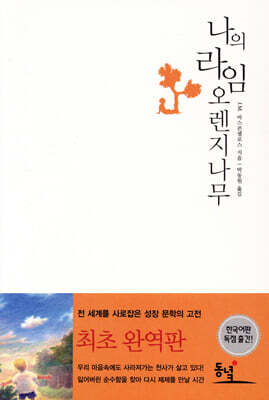 나의
라임
오렌지나무
J.M. 바스콘셀로스 지음 · 박동원 옮김
전 세계를 사로잡은 성장 문학의 고전
최초 완역판
우리 마음속에도 사라져가는 천사가 살고 있다!
잃어버린 순수함을 찾아 다시 제제를 만날 시간
한국어판
독점 출간!
동녘